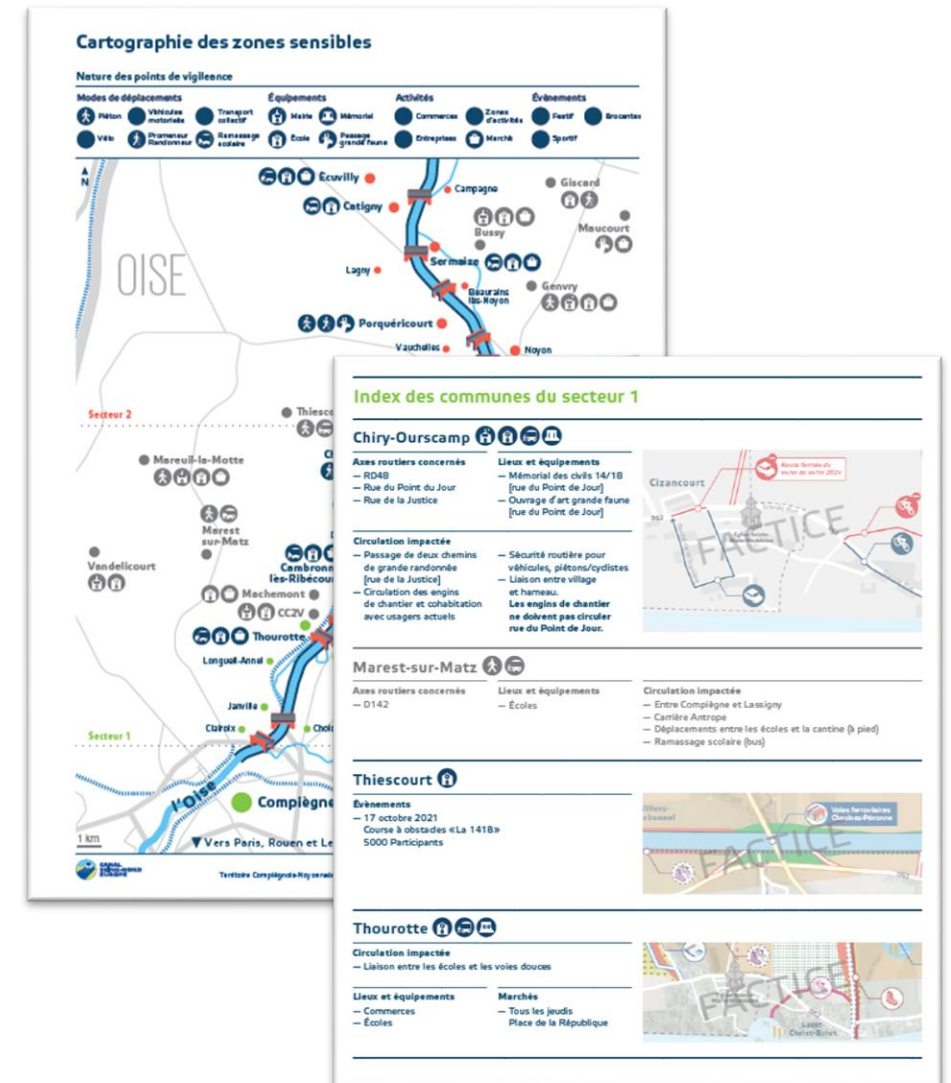 Cartographie des zones sensibles
Nature des points de vigilance
Modes de déplacements
Équipements
Activités
Évènements
Piéton
Véhicules motorisés
Transport collectif
Mairie
Mémorial
Commerces
Zones d'activités
Festif
Brocantes
Vélo
Promeneur Randonneur
Ramassage scolaire
École
Passage grand faune
Entreprises
Marché
Sportif
N
Écuvilly
Campagne
Giscard
Catigny
Bussy
Maucourt
OISE
Sermaize
Lagny
Beaurains
lès-Noyon
Genvry
Porquéricourt
Vauchelles
Noyon
Secteur 2
Mareuil-la-Motte
Marest
sur-Matz
Vandelicourt
Machemont
CC2V
Thourotte
Longueil-Annel
Janville
Clairoix
Secteur 1
l'Oise
Compiègne
1 km
Vers Paris, Rouen et Le
CANAL
SEINE-NORD
EUROPE
Index des communes du secteur 1
Chiry-Ourscamp
Axes routiers concernés
— RD48
— Rue du Point du Jour
— Rue de la Justice
Lieux et équipements
— Mémorial des civils 14/18
[rue du Point de Jour]
— Ouvrage d'art grande faune
[rue du Point de Jour]
Circulation impactée
— Passage de deux chemins
de grande randonnée
[rue de la Justice]
— Circulation des engins
de chantier et cohabitation
avec usagers actuels
— Sécurité routière pour
véhicules, piétons/cyclistes
— Liaison entre village
et hameau.
Les engins de chantier
ne doivent pas circuler
rue du Point de Jour.
Cizancourt
FACTICE
Marest-sur-Matz
Axes routiers concernés
— D142
Lieux et équipements
— Écoles
Circulation impactée
— Entre Compiègne et Lassigny
— Carrière Antrope
— Déplacements entre les écoles et la cantine (à pied)
— Ramassage scolaire (bus)
Thiescourt
Évènements
— 17 octobre 2021
Course à obstacles «La 1418»
5000 Participants
Voies ferroviaires
FACTICE
Thourotte
Circulation impactée
— Liaison entre les écoles et les voies douces
Lieux et équipements
— Commerces
— Écoles
Marchés
— Tous les jeudis
Place de la République
FACTICE